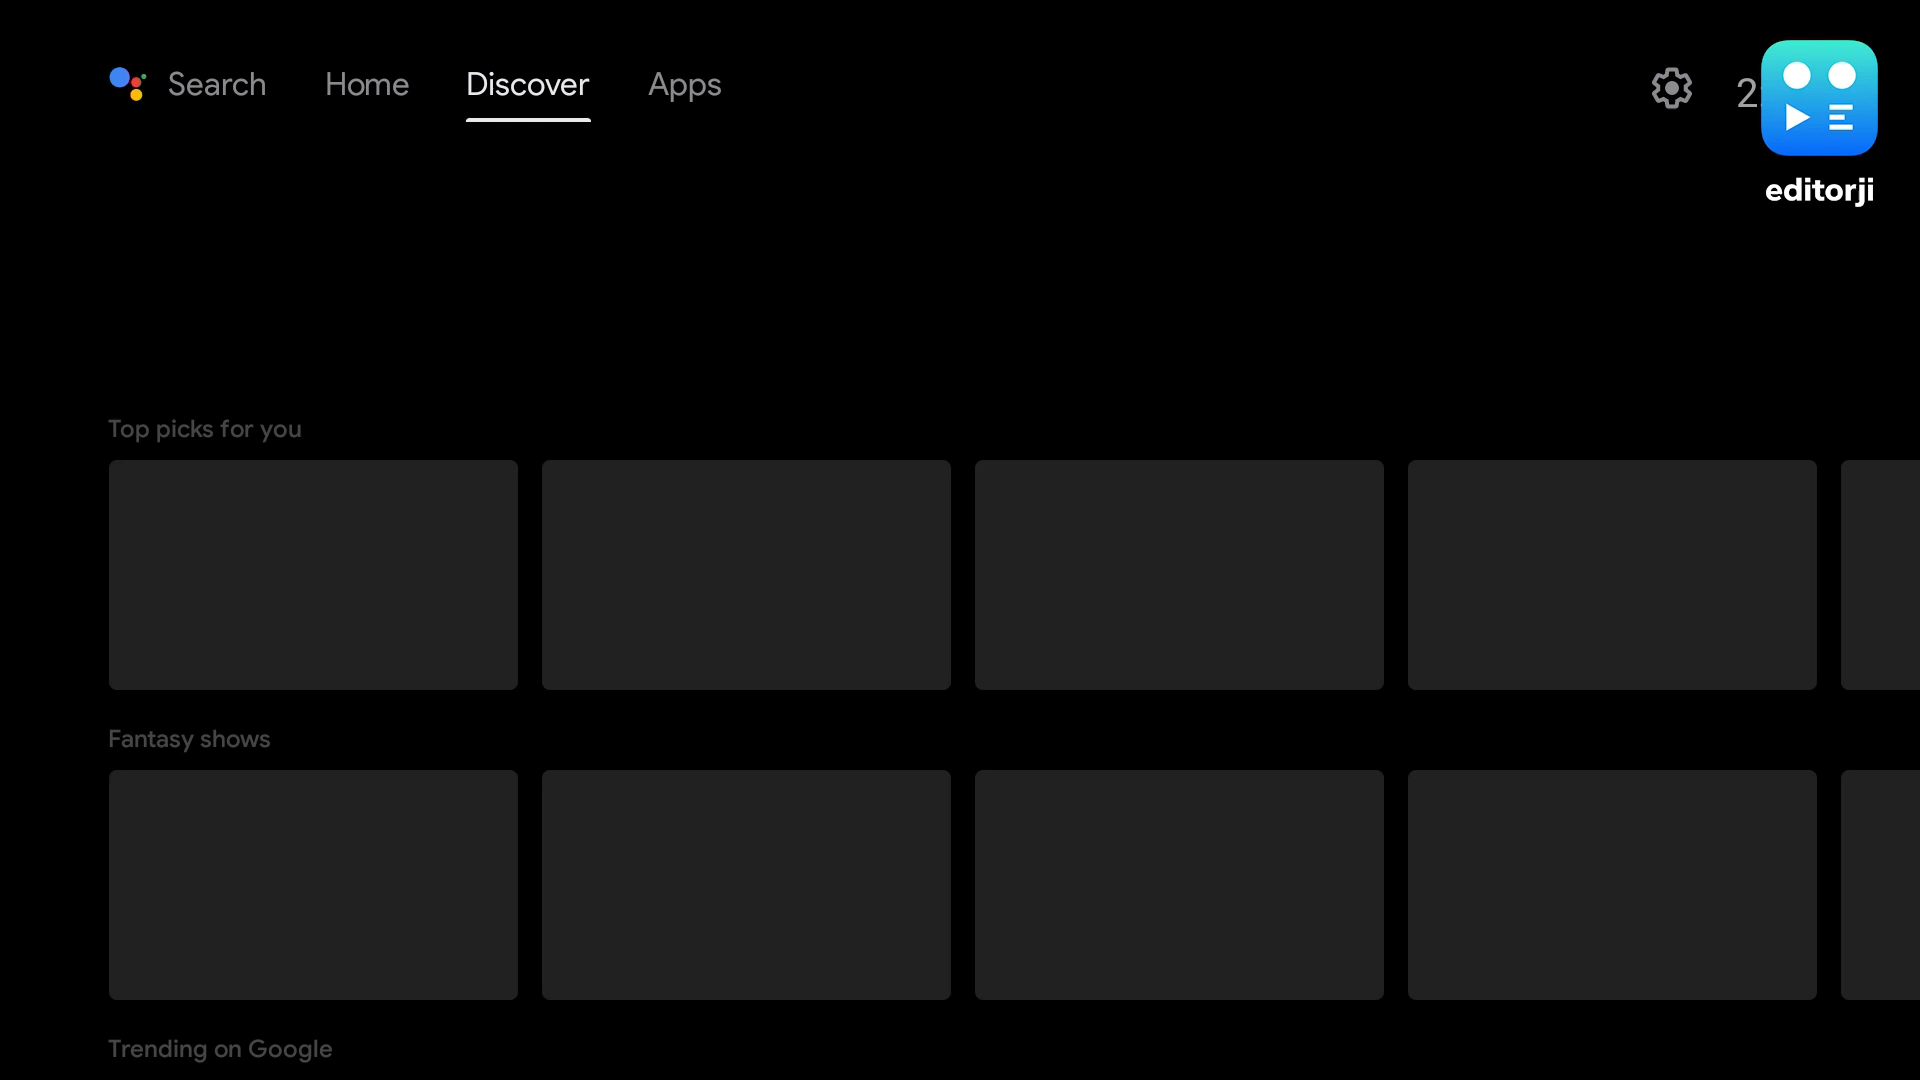 Search Home Discover Apps 2
editorji
Top picks for you
Fantasy shows
Trending on Google